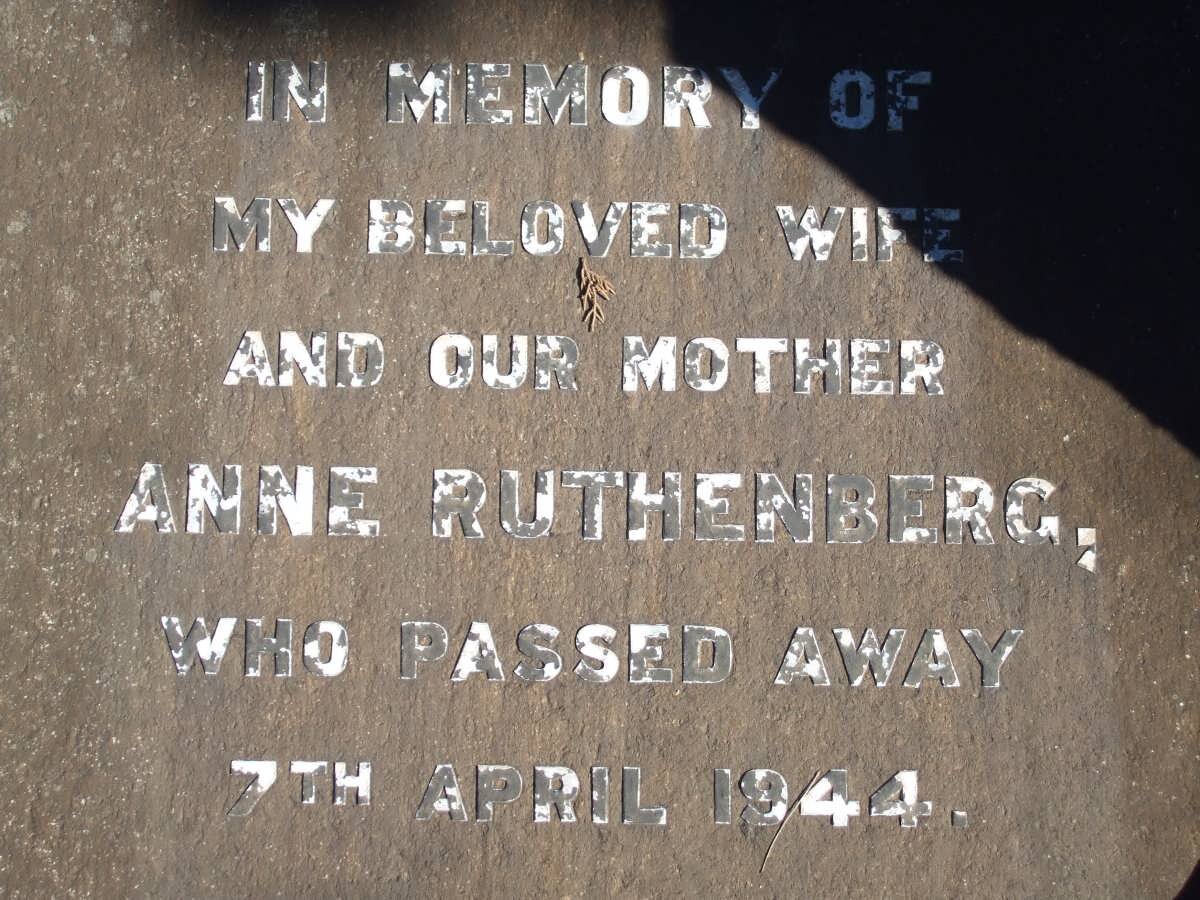 IN MEMORY OF
MY BELOVED WIFE
AND OUR MOTHER
ANNE RUTHENBERG,
WHO PASSED AWAY
7TH APRIL 1944.